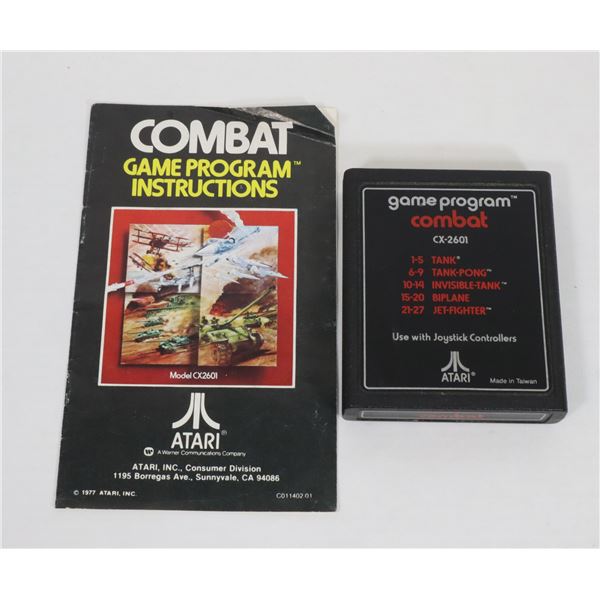 COMBAT
GAME PROGRAM™
INSTRUCTIONS
Model CX2601
ATARI®
A Warner Communications Company
ATARI, INC., Consumer Division
1195 Borregas Ave., Sunnyvale, CA 94086
© 1977 ATARI, INC.
C011402-01
game program™
combat
CX-2601
1-5 TANK®
6-9 TANK-PONG™
10-14 INVISIBLE-TANK™
15-20 BIPLANE
21-27 JET-FIGHTER™
Use with Joystick Controllers
ATARI®
Made in Taiwan
combat